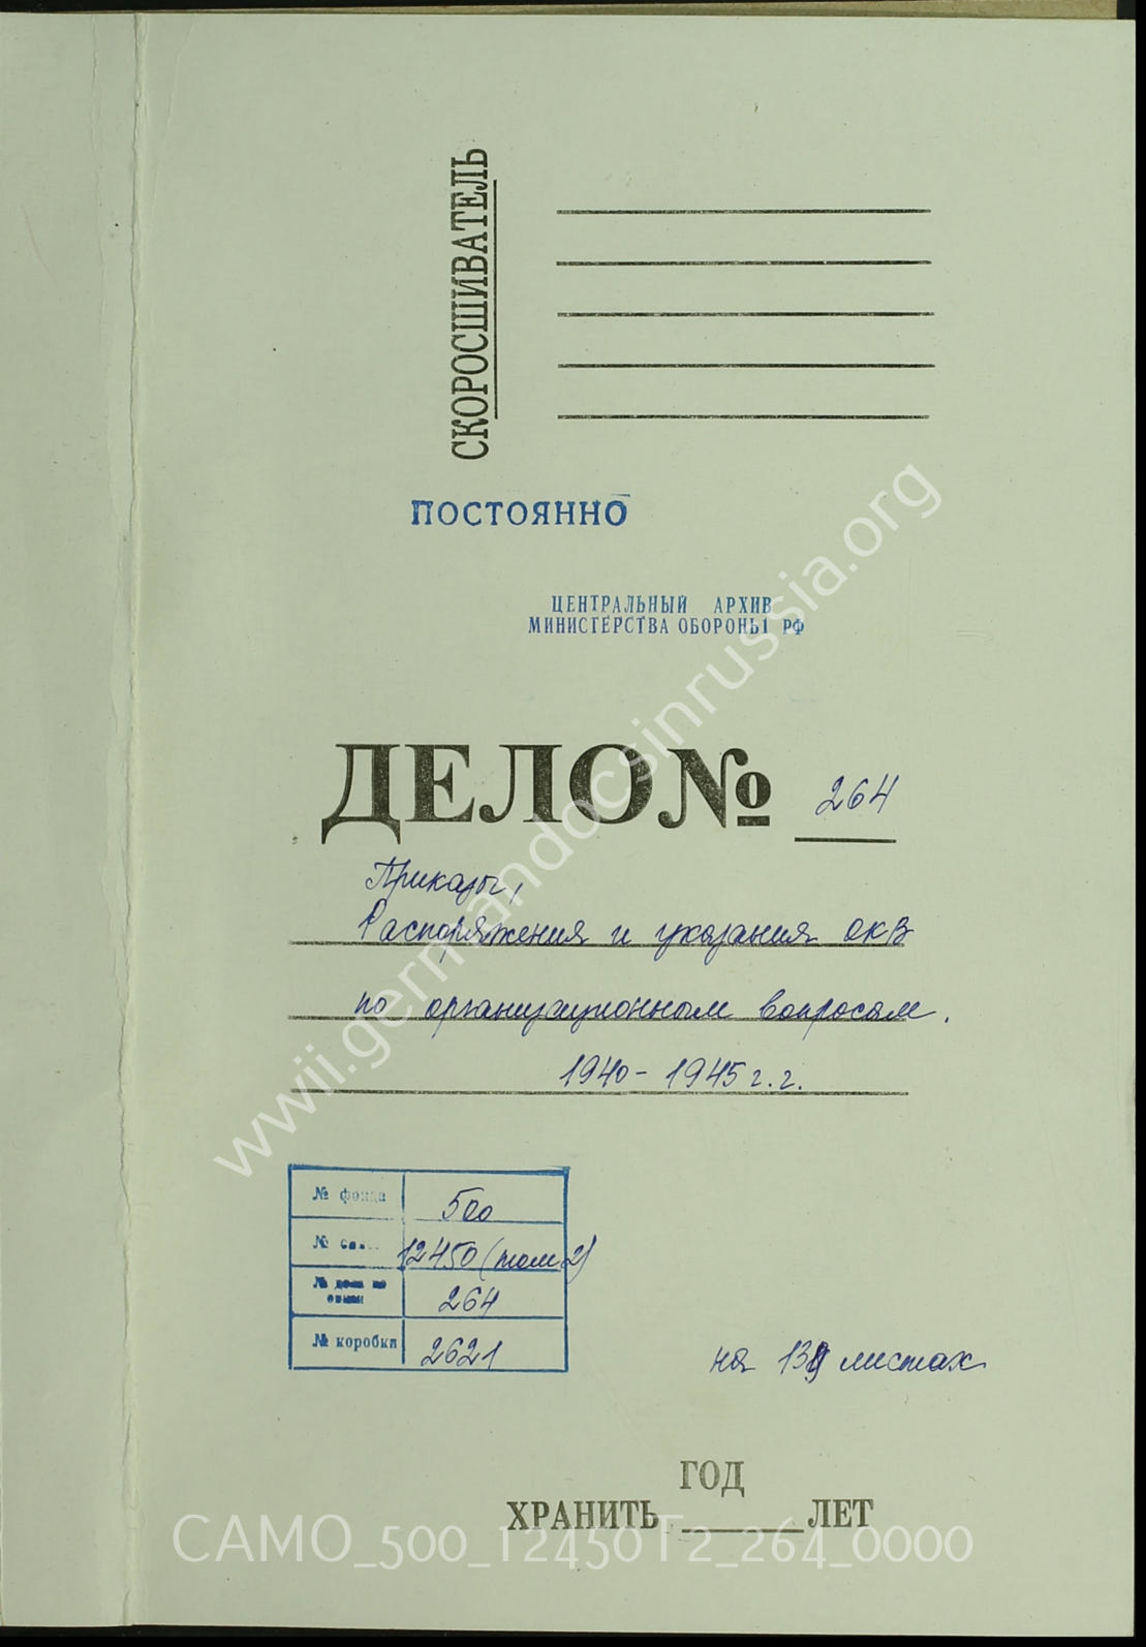 СКОРОСШИВАТЕЛЬ
ПОСТОЯННО
ЦЕНТРАЛЬНЫЙ АРХИВ
МИНИСТЕРСТВА ОБОРОНЫ РФ
ДЕЛО № 264
Приказы,
Распоряжения и указания ОКВ
по организационным вопросам.
1940-1945 г.г.
№ фонда 500
№ 12450 (том 2)
№ дела по описи 264
№ коробки 2621
на листах
ГОД
ХРАНИТЬ ЛЕТ
www.germandocsinrussia.org
CAMO_500_12450T2_264_0000